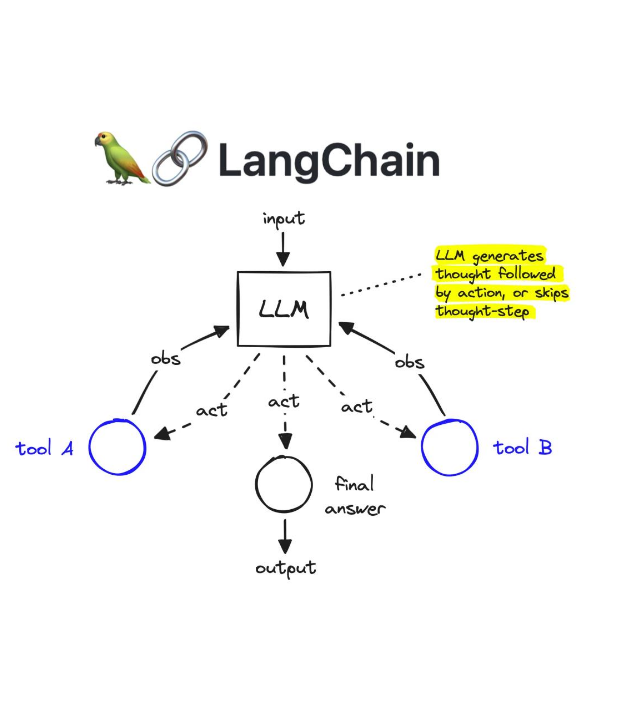 LangChain
input
LLM
LLM generates
thought followed
by action, or skips
thought-step
obs
obs
act
act
act
tool A
tool B
final
answer
output